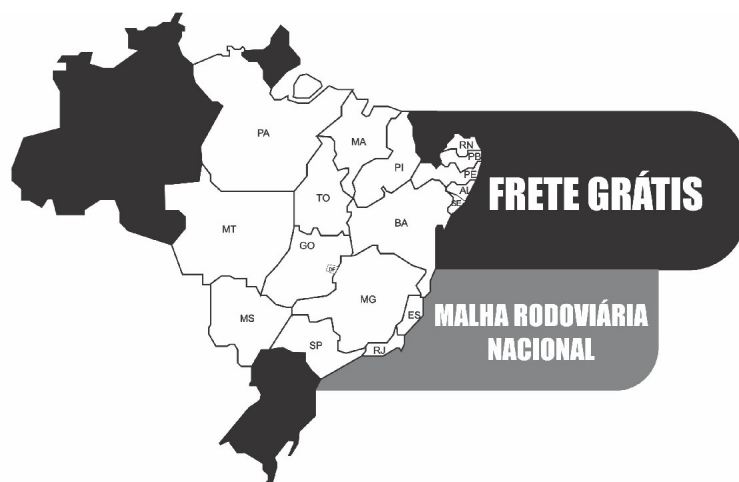 PA
MA
RN
PB
PI
PE
AL
SE
TO
BA
MT
GO
DF
MG
ES
MS
SP
RJ
FRETE GRÁTIS
MALHA RODOVIÁRIA
NACIONAL